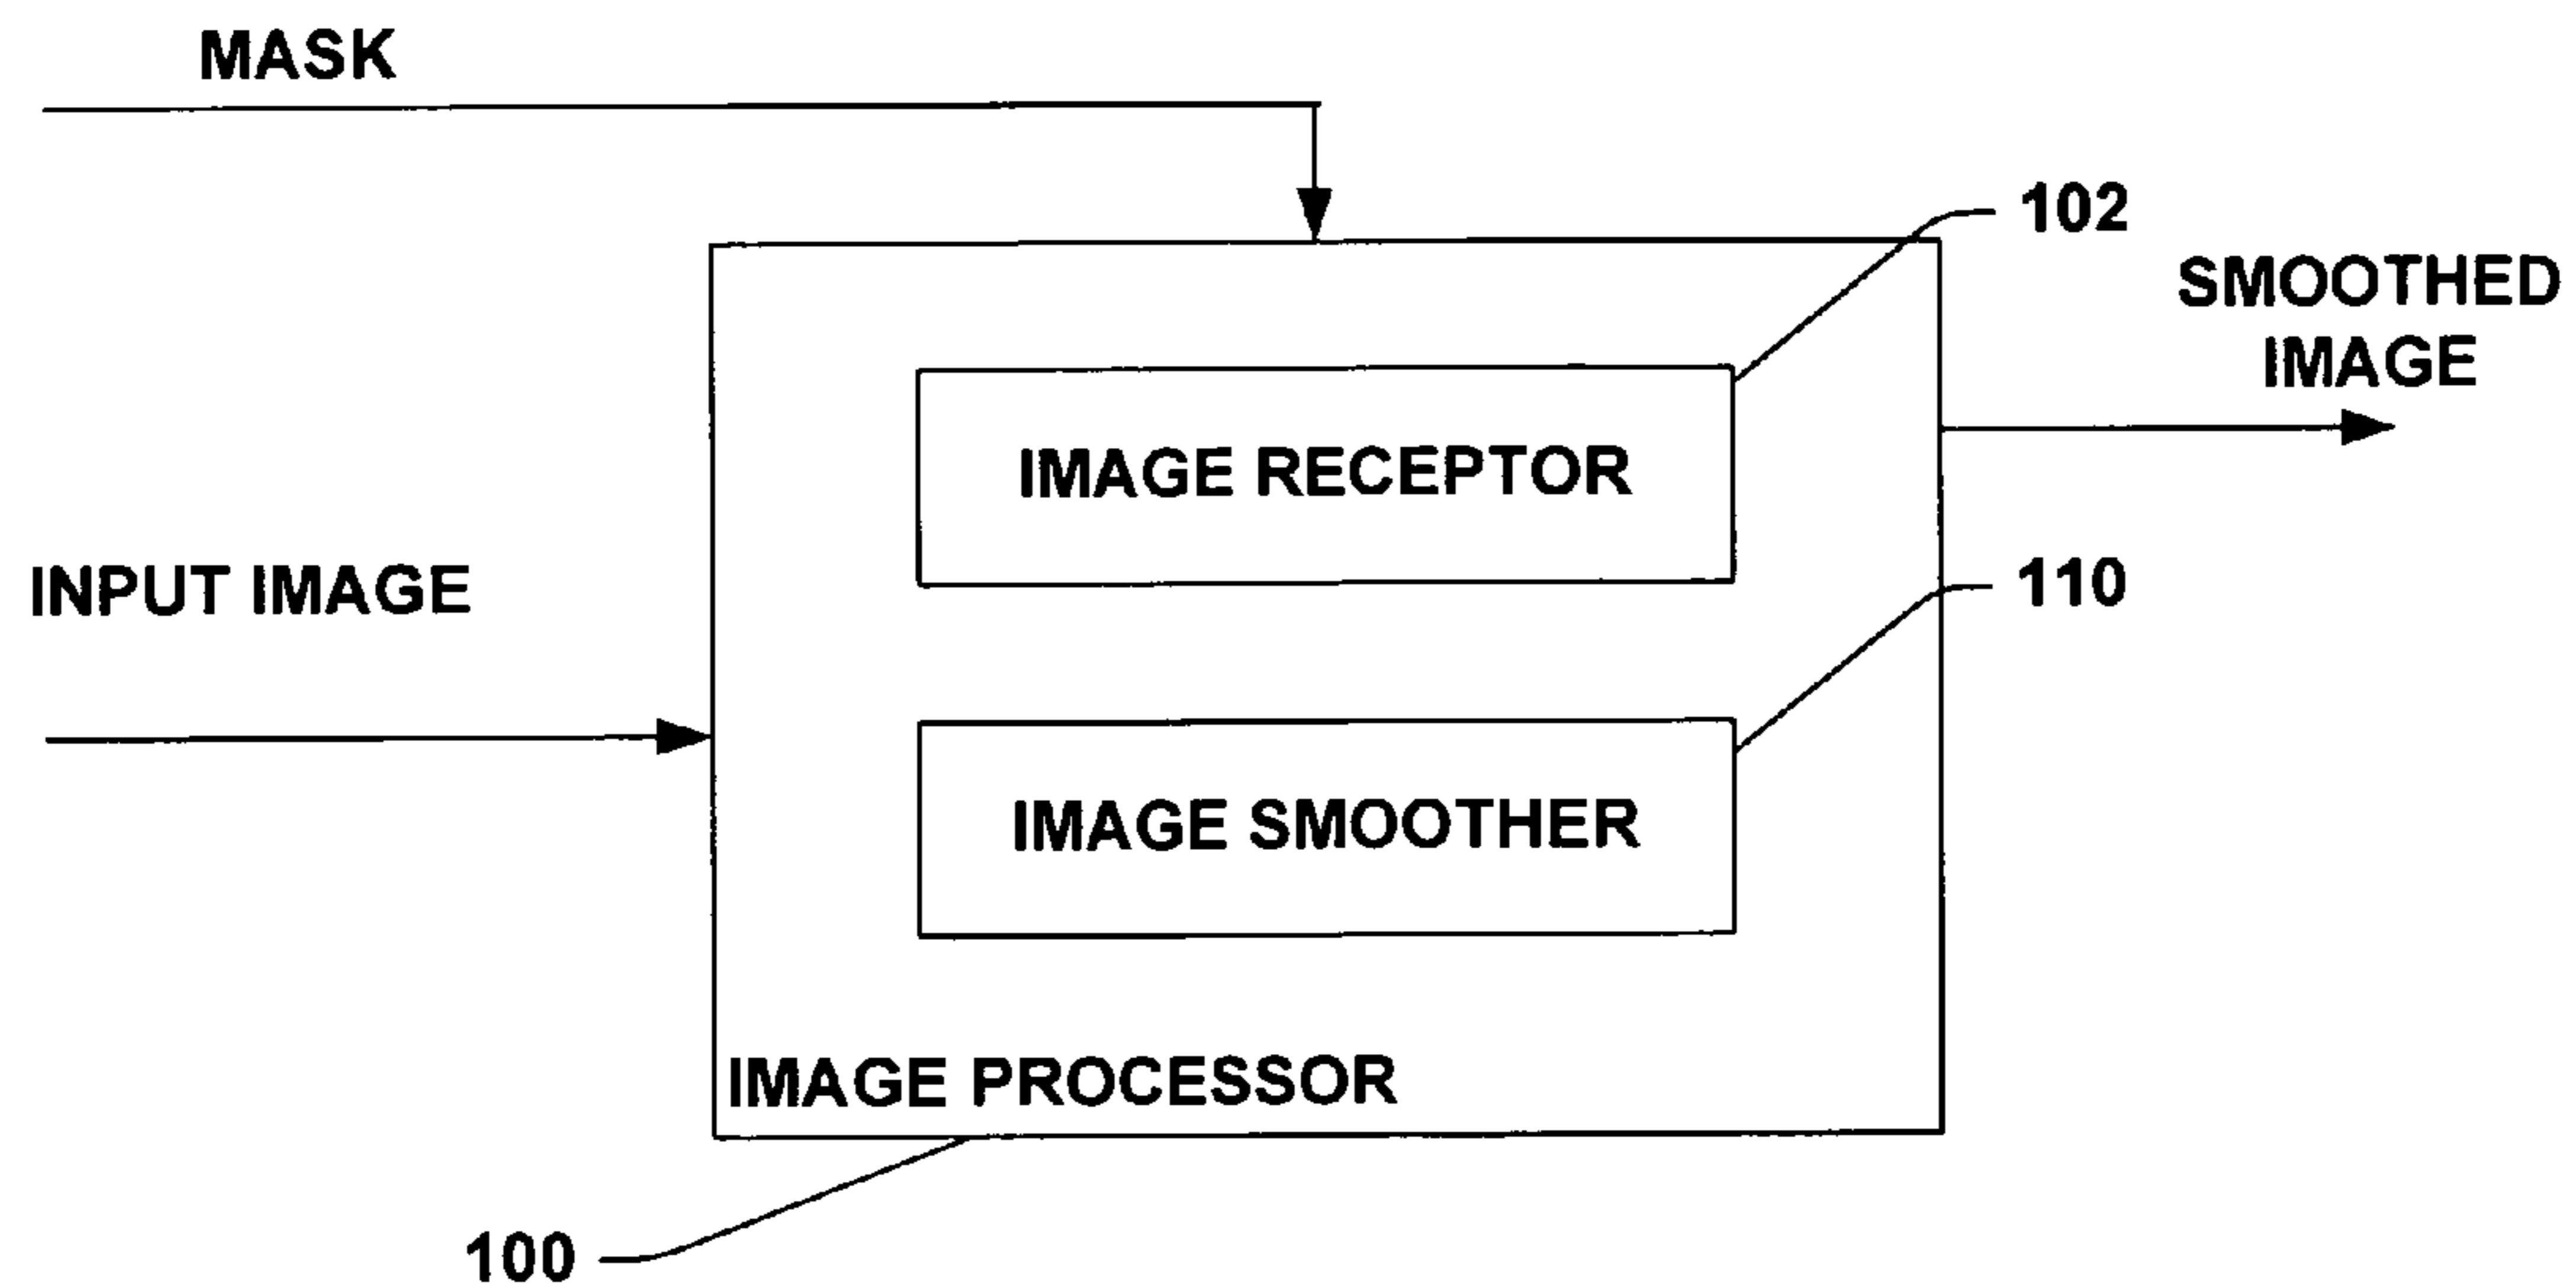 MASK
102
SMOOTHED
IMAGE
IMAGE RECEPTOR
INPUT IMAGE
110
IMAGE SMOOTHER
IMAGE PROCESSOR
100